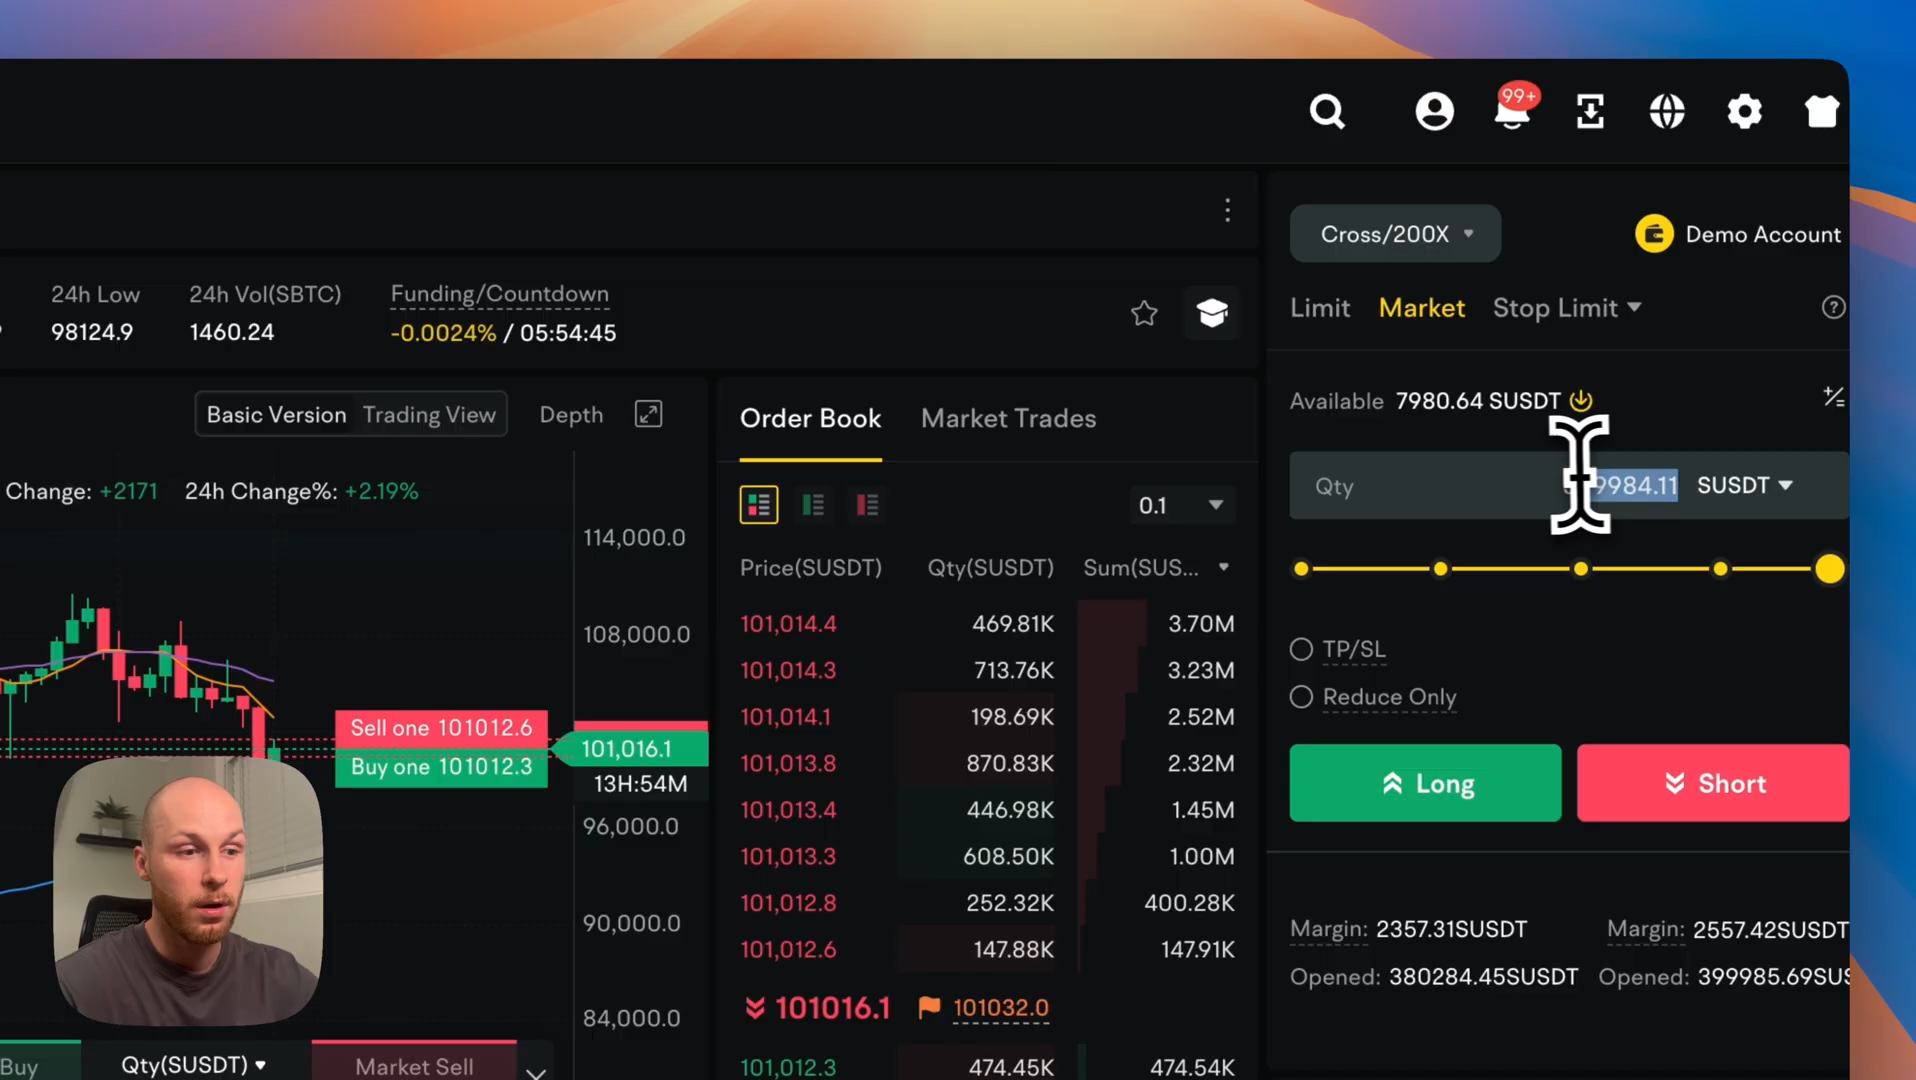 99+
Cross/200X
Demo Account
24h Low
24h Vol(SBTC)
Funding/Countdown
98124.9
1460.24
-0.0024% / 05:54:45
Limit
Market
Stop Limit
?
Basic Version
Trading View
Depth
Order Book
Market Trades
Available 7980.64 SUSDT
Change: +2171
24h Change%: +2.19%
Qty
9984.11
SUSDT
0.1
114,000.0
108,000.0
101,016.1
13H:54M
96,000.0
90,000.0
84,000.0
Sell one 101012.6
Buy one 101012.3
Price(SUSDT)
Qty(SUSDT)
Sum(SUS...
101,014.4 469.81K 3.70M
101,014.3 713.76K 3.23M
101,014.1 198.69K 2.52M
101,013.8 870.83K 2.32M
101,013.4 446.98K 1.45M
101,013.3 608.50K 1.00M
101,012.8 252.32K 400.28K
101,012.6 147.88K 147.91K
101016.1
101032.0
101,012.3 474.45K 474.54K
TP/SL
Reduce Only
Long
Short
Margin: 2357.31SUSDT
Margin: 2557.42SUSDT
Opened: 380284.45SUSDT
Opened: 399985.69SUS
Buy
Qty(SUSDT)
Market Sell